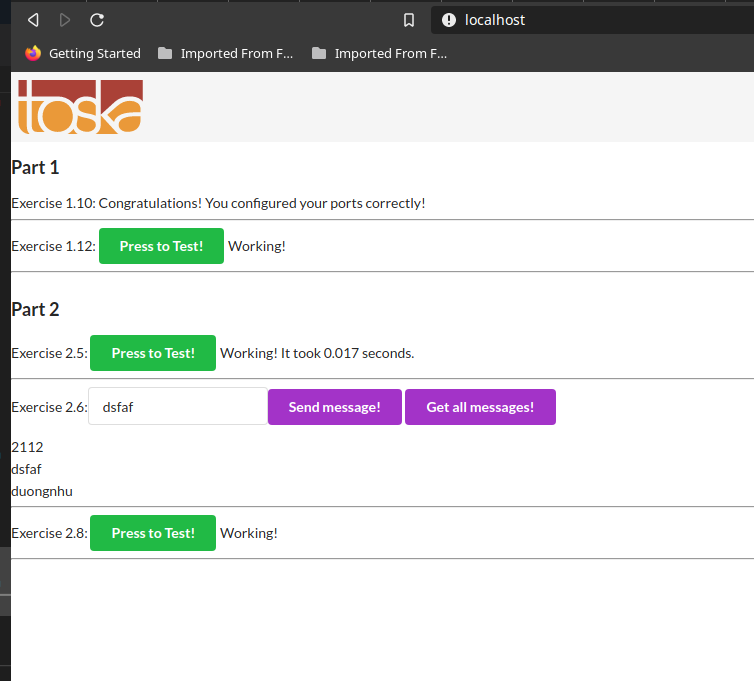 localhost
Getting Started Imported From F... Imported From F...
toska
Part 1
Exercise 1.10: Congratulations! You configured your ports correctly!
Exercise 1.12: Press to Test! Working!
Part 2
Exercise 2.5: Press to Test! Working! It took 0.017 seconds.
Exercise 2.6: dsfaf Send message! Get all messages!
2112
dsfaf
duongnhu
Exercise 2.8: Press to Test! Working!